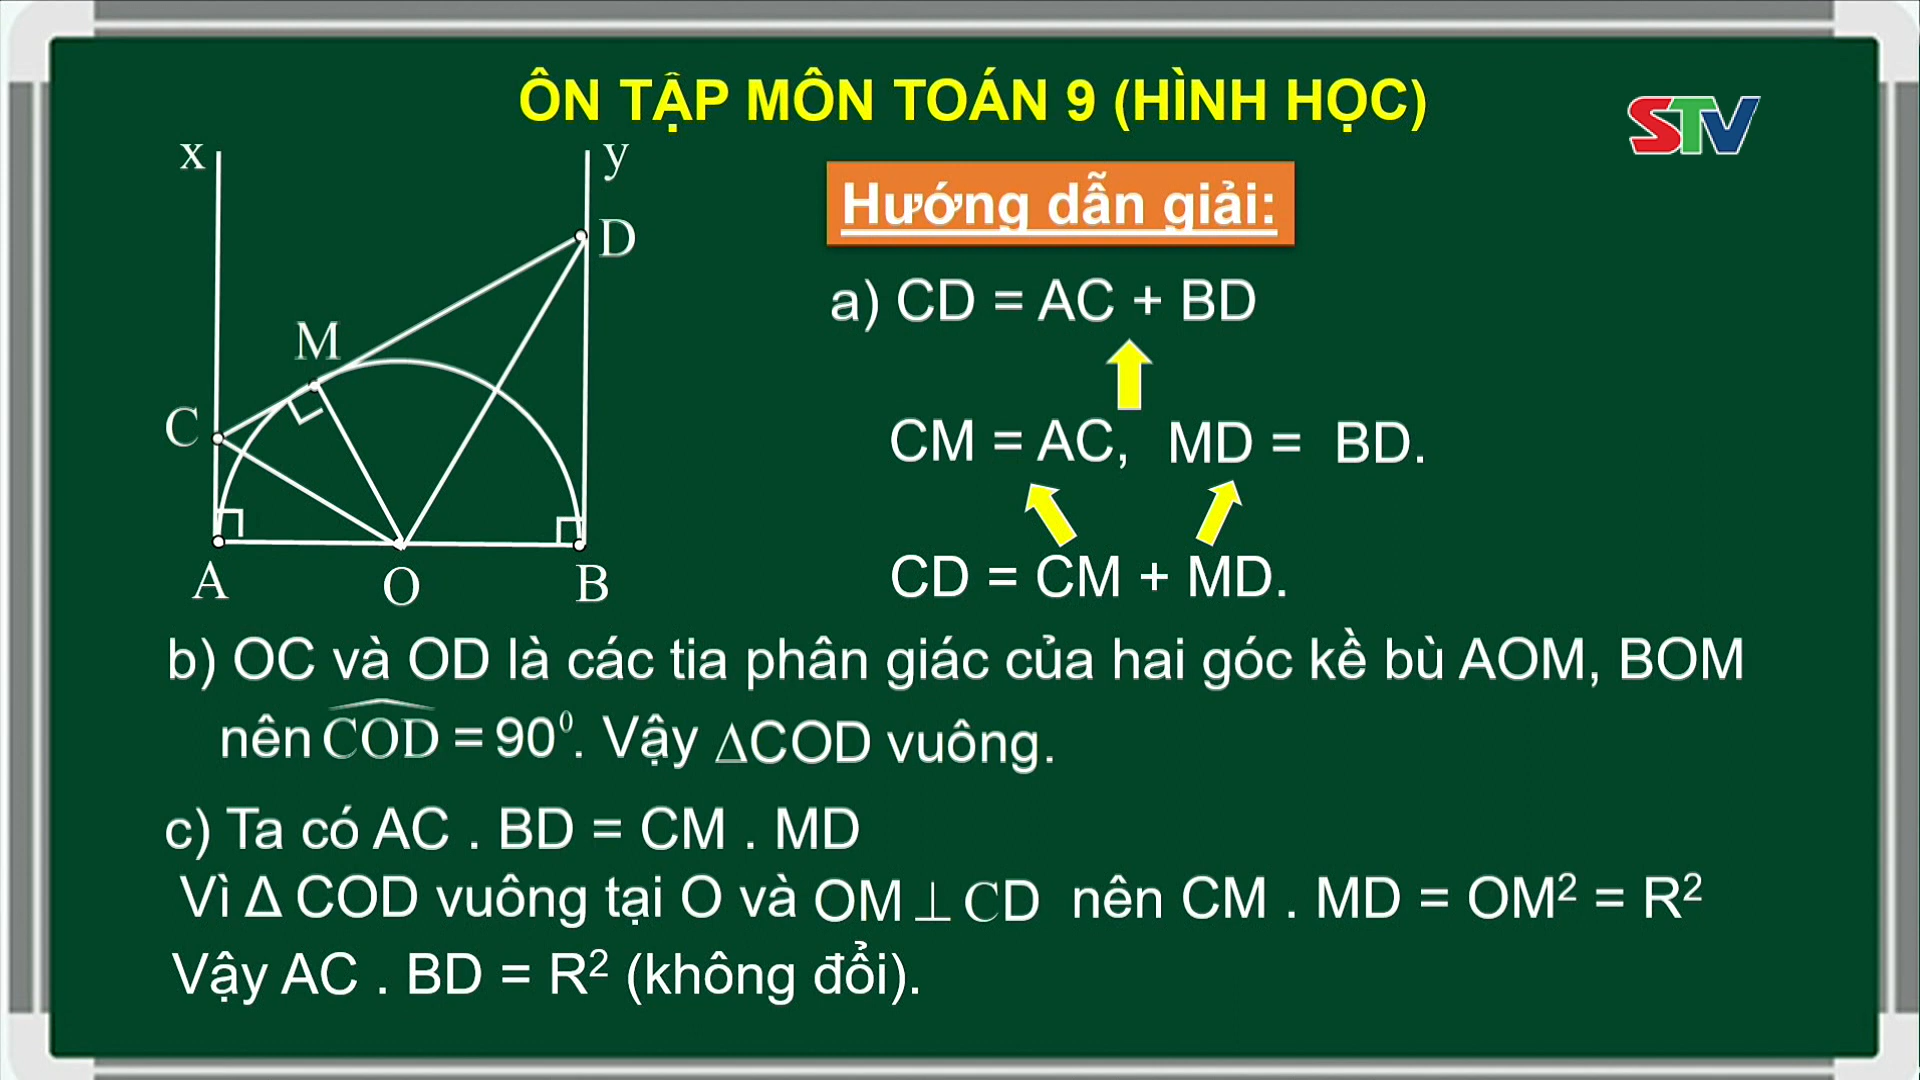 ÔN TẬP MÔN TOÁN 9 (HÌNH HỌC)
STV
x
y
D
M
C
A
O
B
Hướng dẫn giải:
a) CD = AC + BD
CM = AC, MD = BD.
CD = CM + MD.
b) OC và OD là các tia phân giác của hai góc kề bù AOM, BOM
nên \widehat{COD} = 90⁰. Vậy ΔCOD vuông.
c) Ta có AC . BD = CM . MD
Vì Δ COD vuông tại O và OM ⊥ CD nên CM . MD = OM² = R²
Vậy AC . BD = R² (không đổi).